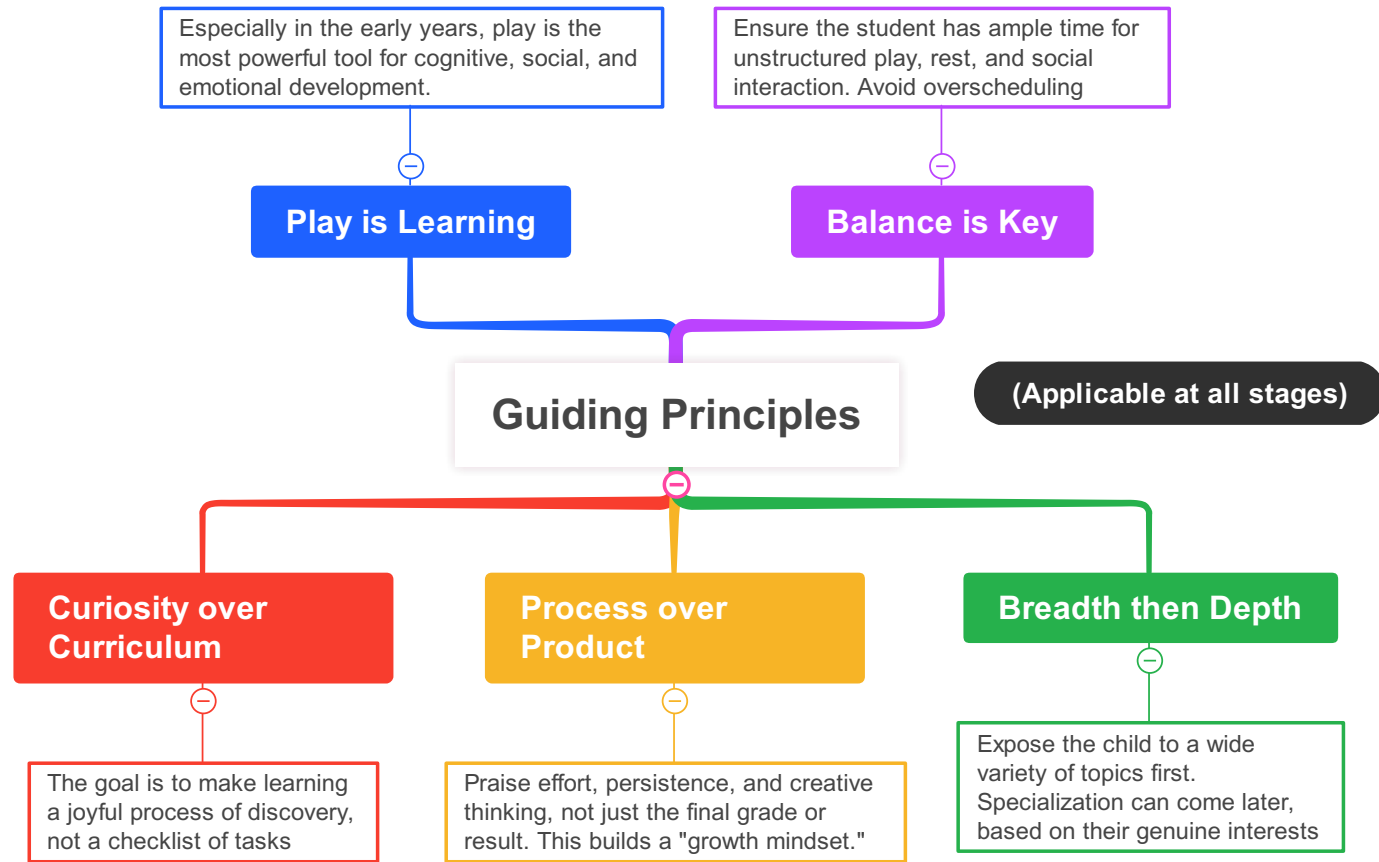 Especially in the early years, play is the
most powerful tool for cognitive, social, and
emotional development.
Ensure the student has ample time for
unstructured play, rest, and social
interaction. Avoid overscheduling
Play is Learning
Balance is Key
Guiding Principles
(Applicable at all stages)
Curiosity over
Curriculum
Process over
Product
Breadth then Depth
The goal is to make learning
a joyful process of discovery,
not a checklist of tasks
Praise effort, persistence, and creative
thinking, not just the final grade or
result. This builds a "growth mindset."
Expose the child to a wide
variety of topics first.
Specialization can come later,
based on their genuine interests